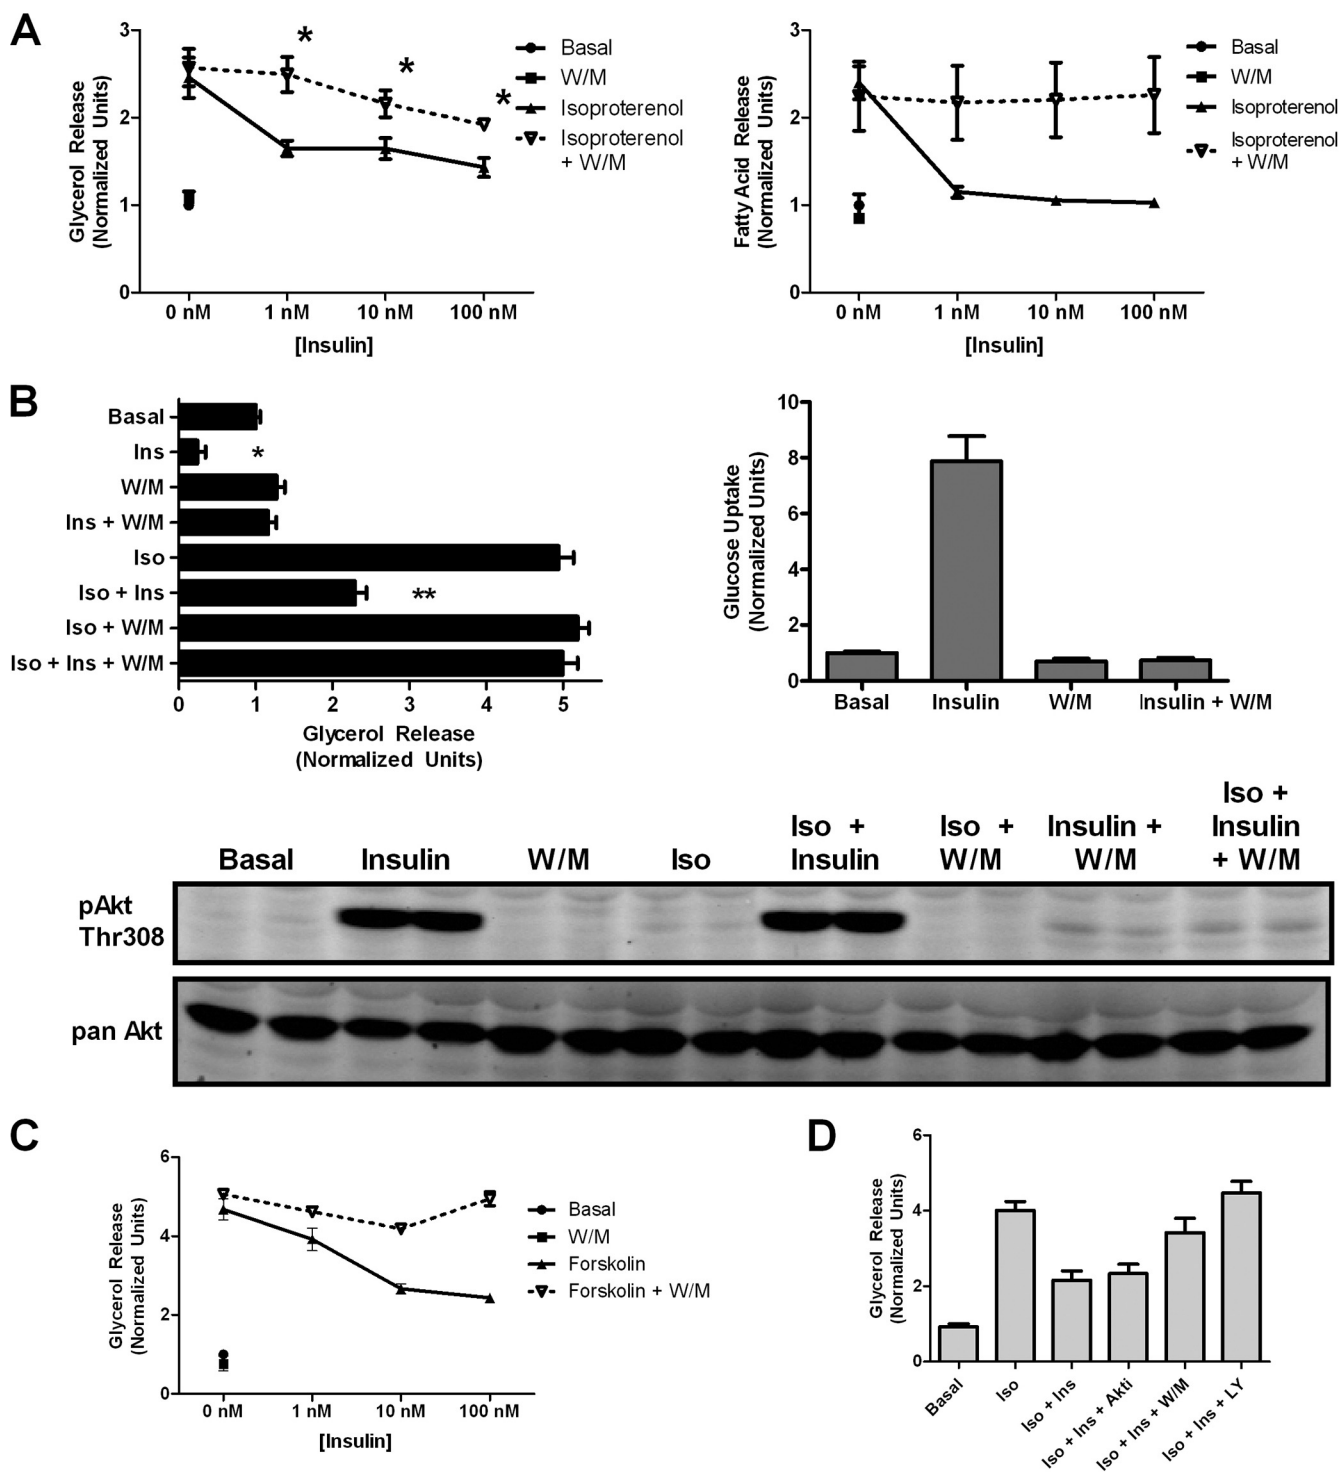 A
3
2
1
0
Glycerol Release
(Normalized Units)
0 nM
1 nM
10 nM
100 nM
[Insulin]
*
*
*
Basal
W/M
Isoproterenol
Isoproterenol
+ W/M
3
2
1
0
Fatty Acid Release
(Normalized Units)
0 nM
1 nM
10 nM
100 nM
[Insulin]
Basal
W/M
Isoproterenol
Isoproterenol
+ W/M
B
Basal
Ins
*
W/M
Ins + W/M
Iso
Iso + Ins
**
Iso + W/M
Iso + Ins + W/M
0
1
2
3
4
5
Glycerol Release
(Normalized Units)
10
8
6
4
2
0
Glucose Uptake
(Normalized Units)
Basal
Insulin
W/M
Insulin + W/M
Basal
Insulin
W/M
Iso
Iso +
Insulin
Iso +
W/M
Insulin +
W/M
Iso +
Insulin
+ W/M
pAkt
Thr308
pan Akt
C
6
4
2
0
Glycerol Release
(Normalized Units)
0 nM
1 nM
10 nM
100 nM
[Insulin]
Basal
W/M
Forskolin
Forskolin + W/M
D
6
4
2
0
Glycerol Release
(Normalized Units)
Basal
Iso
Iso + Ins
Iso + Ins + Akti
Iso + Ins + W/M
Iso + Ins + LY